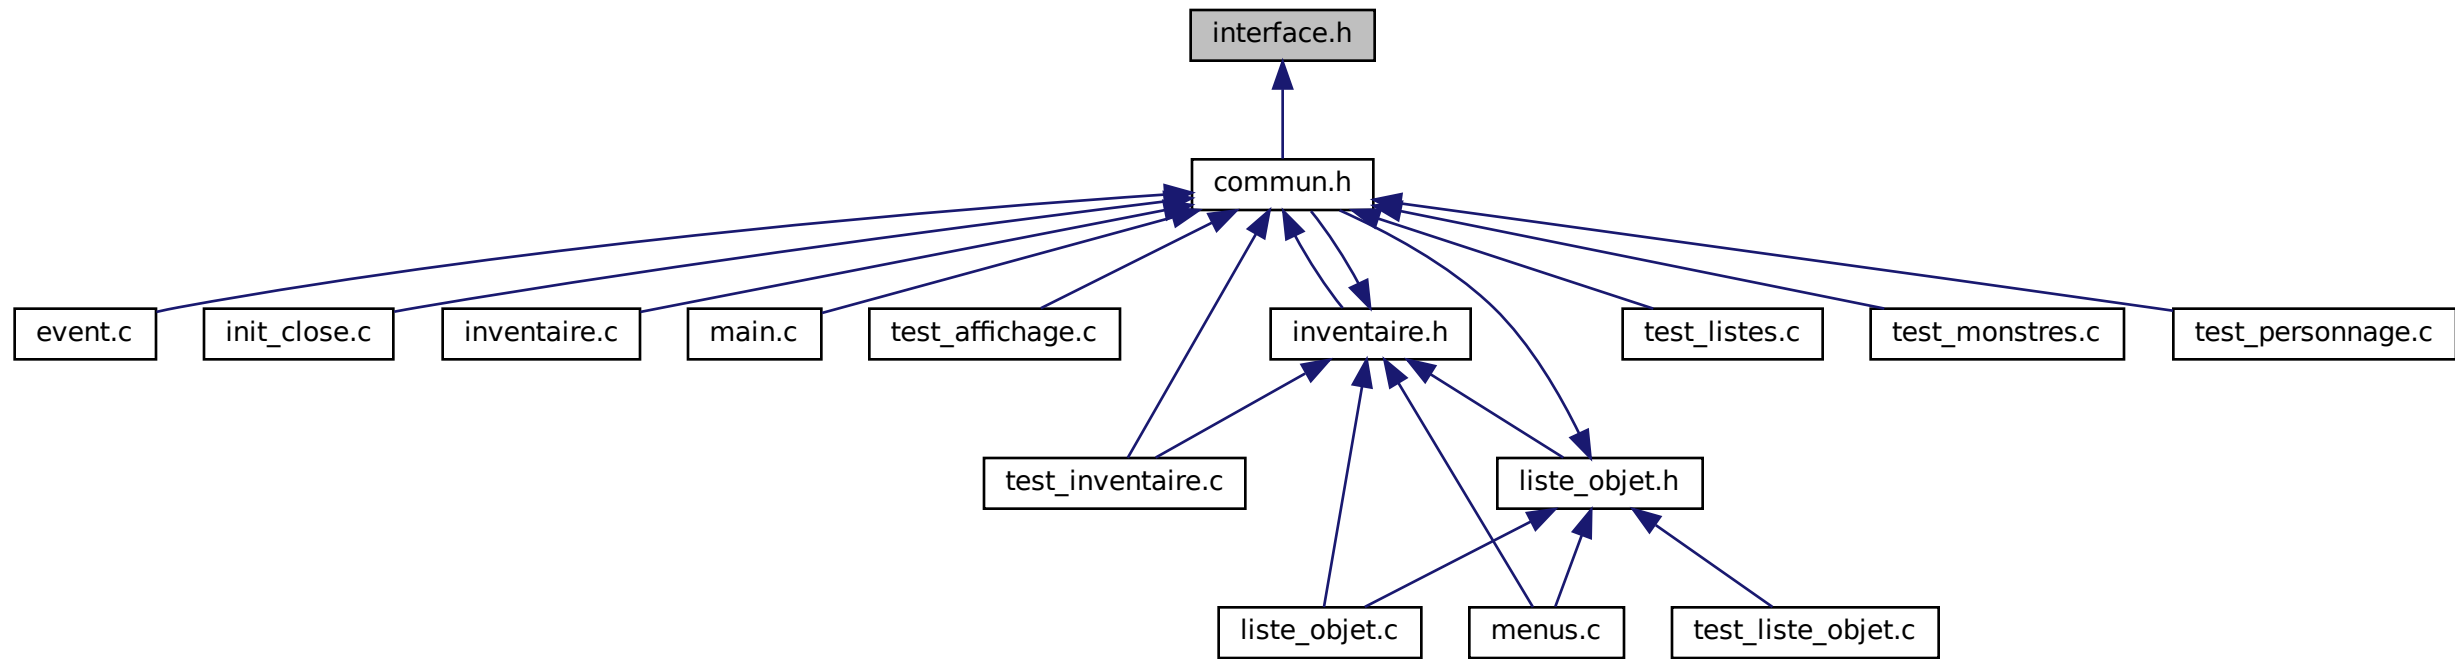 interface.h
commun.h
event.c
init_close.c
inventaire.c
main.c
test_affichage.c
inventaire.h
test_listes.c
test_monstres.c
test_personnage.c
test_inventaire.c
liste_objet.h
liste_objet.c
menus.c
test_liste_objet.c